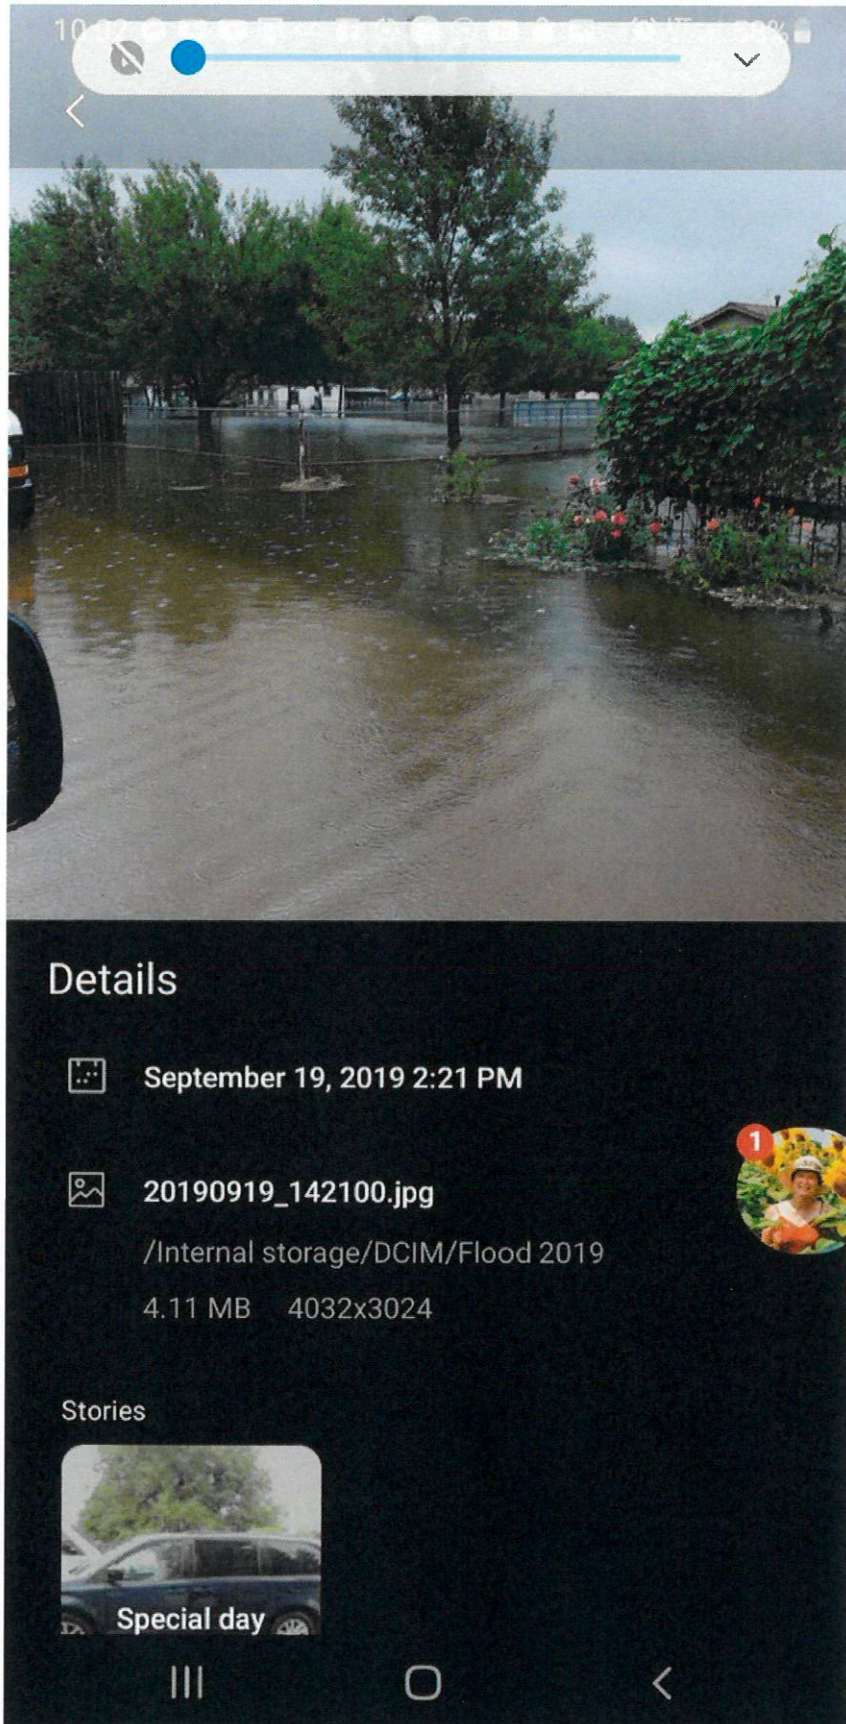 Details
September 19, 2019 2:21 PM
20190919_142100.jpg
/Internal storage/DCIM/Flood 2019
4.11 MB 4032x3024
1
Stories
Special day